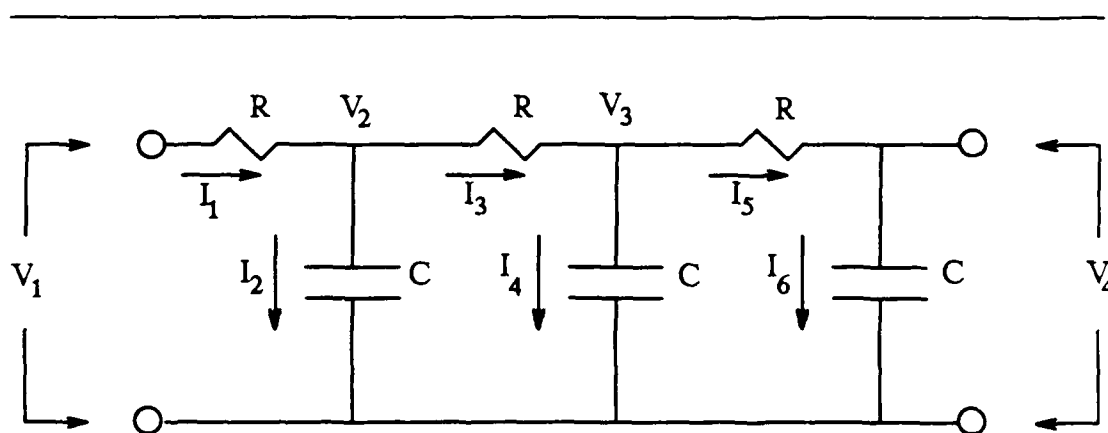 R V₂ R V₃ R
I₁ I₃ I₅
V₁ I₂ C I₄ C I₆ C